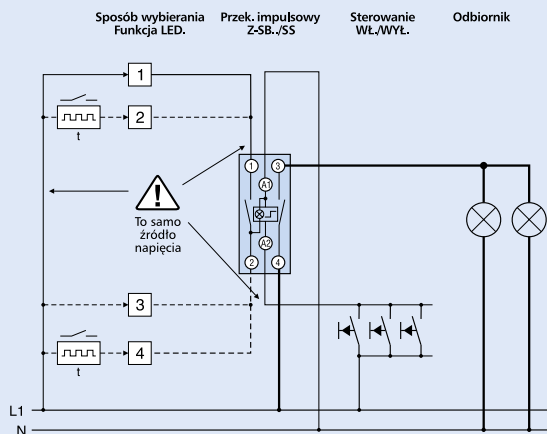 Sposób wybierania
Funkcja LED.
Przek. impulsowy
Z-SB../SS
Sterowanie
WŁ./WYŁ.
Odbiornik
1
2
t
1
3
A1
To samo
źródło
napięcia
A2
2
4
3
4
t
L1
N